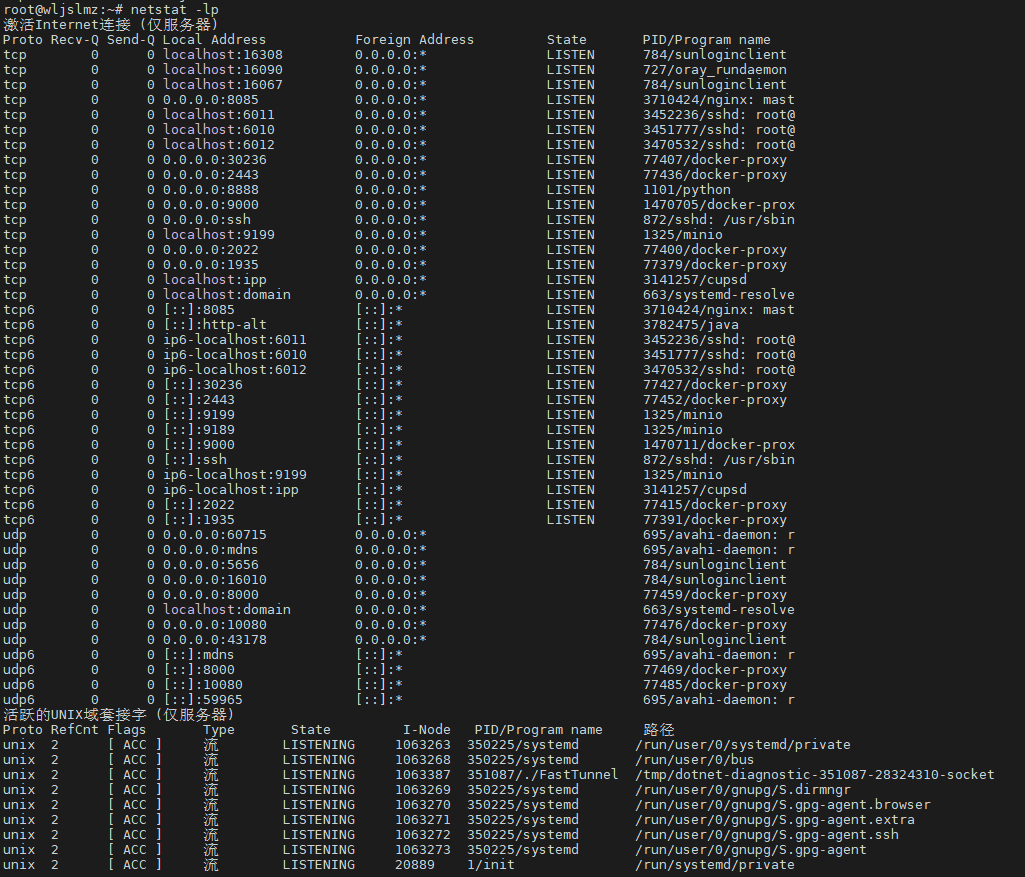 root@wljslmz:~# netstat -lp
激活Internet连接 (仅服务器)
Proto Recv-Q Send-Q Local Address           Foreign Address         State       PID/Program name
tcp        0      0 localhost:16308         0.0.0.0:*               LISTEN      784/sunloginclient
tcp        0      0 localhost:16090         0.0.0.0:*               LISTEN      727/oray_rundaemon
tcp        0      0 localhost:16067         0.0.0.0:*               LISTEN      784/sunloginclient
tcp        0      0 0.0.0.0:8085            0.0.0.0:*               LISTEN      3710424/nginx: mast
tcp        0      0 localhost:6011          0.0.0.0:*               LISTEN      3452236/sshd: root@
tcp        0      0 localhost:6010          0.0.0.0:*               LISTEN      3451777/sshd: root@
tcp        0      0 localhost:6012          0.0.0.0:*               LISTEN      3470532/sshd: root@
tcp        0      0 0.0.0.0:30236           0.0.0.0:*               LISTEN      77407/docker-proxy
tcp        0      0 0.0.0.0:2443            0.0.0.0:*               LISTEN      77436/docker-proxy
tcp        0      0 0.0.0.0:8888            0.0.0.0:*               LISTEN      1101/python
tcp        0      0 0.0.0.0:9000            0.0.0.0:*               LISTEN      1470705/docker-prox
tcp        0      0 0.0.0.0:ssh             0.0.0.0:*               LISTEN      872/sshd: /usr/sbin
tcp        0      0 localhost:9199          0.0.0.0:*               LISTEN      1325/minio
tcp        0      0 0.0.0.0:2022            0.0.0.0:*               LISTEN      77400/docker-proxy
tcp        0      0 0.0.0.0:1935            0.0.0.0:*               LISTEN      77379/docker-proxy
tcp        0      0 localhost:ipp           0.0.0.0:*               LISTEN      3141257/cupsd
tcp        0      0 localhost:domain        0.0.0.0:*               LISTEN      663/systemd-resolve
tcp6       0      0 [::]:8085               [::]:*                  LISTEN      3710424/nginx: mast
tcp6       0      0 [::]:http-alt           [::]:*                  LISTEN      3782475/java
tcp6       0      0 ip6-localhost:6011      [::]:*                  LISTEN      3452236/sshd: root@
tcp6       0      0 ip6-localhost:6010      [::]:*                  LISTEN      3451777/sshd: root@
tcp6       0      0 ip6-localhost:6012      [::]:*                  LISTEN      3470532/sshd: root@
tcp6       0      0 [::]:30236              [::]:*                  LISTEN      77427/docker-proxy
tcp6       0      0 [::]:2443               [::]:*                  LISTEN      77452/docker-proxy
tcp6       0      0 [::]:9199               [::]:*                  LISTEN      1325/minio
tcp6       0      0 [::]:9189               [::]:*                  LISTEN      1325/minio
tcp6       0      0 [::]:9000               [::]:*                  LISTEN      1470711/docker-prox
tcp6       0      0 [::]:ssh                [::]:*                  LISTEN      872/sshd: /usr/sbin
tcp6       0      0 ip6-localhost:9199      [::]:*                  LISTEN      1325/minio
tcp6       0      0 ip6-localhost:ipp       [::]:*                  LISTEN      3141257/cupsd
tcp6       0      0 [::]:2022               [::]:*                  LISTEN      77415/docker-proxy
tcp6       0      0 [::]:1935               [::]:*                  LISTEN      77391/docker-proxy
udp        0      0 0.0.0.0:60715           0.0.0.0:*                           695/avahi-daemon: r
udp        0      0 0.0.0.0:mdns            0.0.0.0:*                           695/avahi-daemon: r
udp        0      0 0.0.0.0:5656            0.0.0.0:*                           784/sunloginclient
udp        0      0 0.0.0.0:16010           0.0.0.0:*                           784/sunloginclient
udp        0      0 0.0.0.0:8000            0.0.0.0:*                           77459/docker-proxy
udp        0      0 localhost:domain        0.0.0.0:*                           663/systemd-resolve
udp        0      0 0.0.0.0:10080           0.0.0.0:*                           77476/docker-proxy
udp        0      0 0.0.0.0:43178           0.0.0.0:*                           784/sunloginclient
udp6       0      0 [::]:mdns               [::]:*                              695/avahi-daemon: r
udp6       0      0 [::]:8000               [::]:*                              77469/docker-proxy
udp6       0      0 [::]:10080              [::]:*                              77485/docker-proxy
udp6       0      0 [::]:59965              [::]:*                              695/avahi-daemon: r
活跃的UNIX域套接字 (仅服务器)
Proto RefCnt Flags       Type       State         I-Node   PID/Program name     路径
unix  2      [ ACC ]     流        LISTENING     1063263  350225/systemd       /run/user/0/systemd/private
unix  2      [ ACC ]     流        LISTENING     1063268  350225/systemd       /run/user/0/bus
unix  2      [ ACC ]     流        LISTENING     1063387  351087/./FastTunnel  /tmp/dotnet-diagnostic-351087-28324310-socket
unix  2      [ ACC ]     流        LISTENING     1063269  350225/systemd       /run/user/0/gnupg/S.dirmngr
unix  2      [ ACC ]     流        LISTENING     1063270  350225/systemd       /run/user/0/gnupg/S.gpg-agent.browser
unix  2      [ ACC ]     流        LISTENING     1063271  350225/systemd       /run/user/0/gnupg/S.gpg-agent.extra
unix  2      [ ACC ]     流        LISTENING     1063272  350225/systemd       /run/user/0/gnupg/S.gpg-agent.ssh
unix  2      [ ACC ]     流        LISTENING     1063273  350225/systemd       /run/user/0/gnupg/S.gpg-agent
unix  2      [ ACC ]     流        LISTENING     20889    1/init               /run/systemd/private